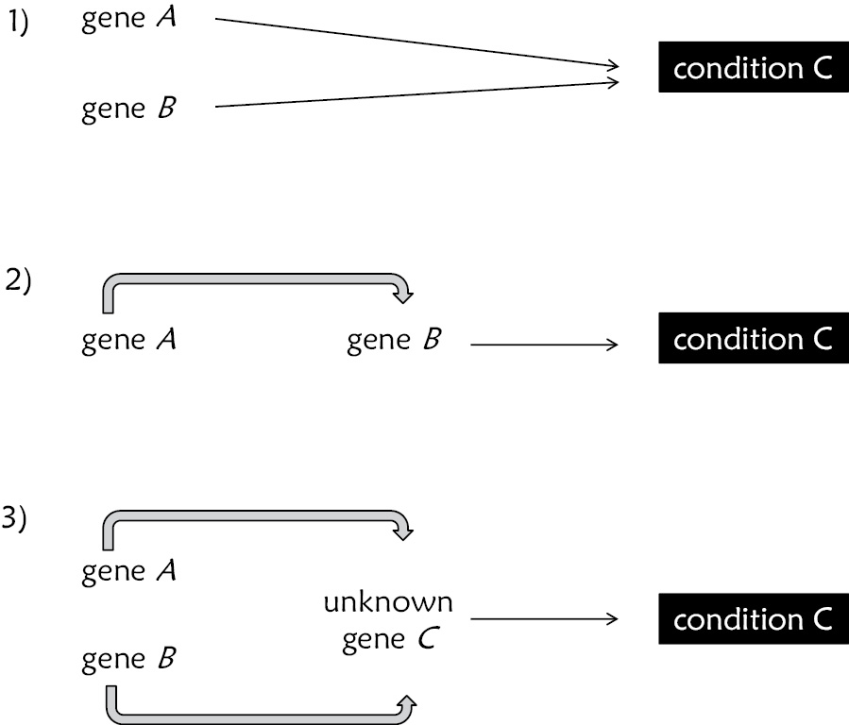 1)
gene A
gene B
condition C
2)
gene A
gene B
condition C
3)
gene A
unknown
gene C
gene B
condition C